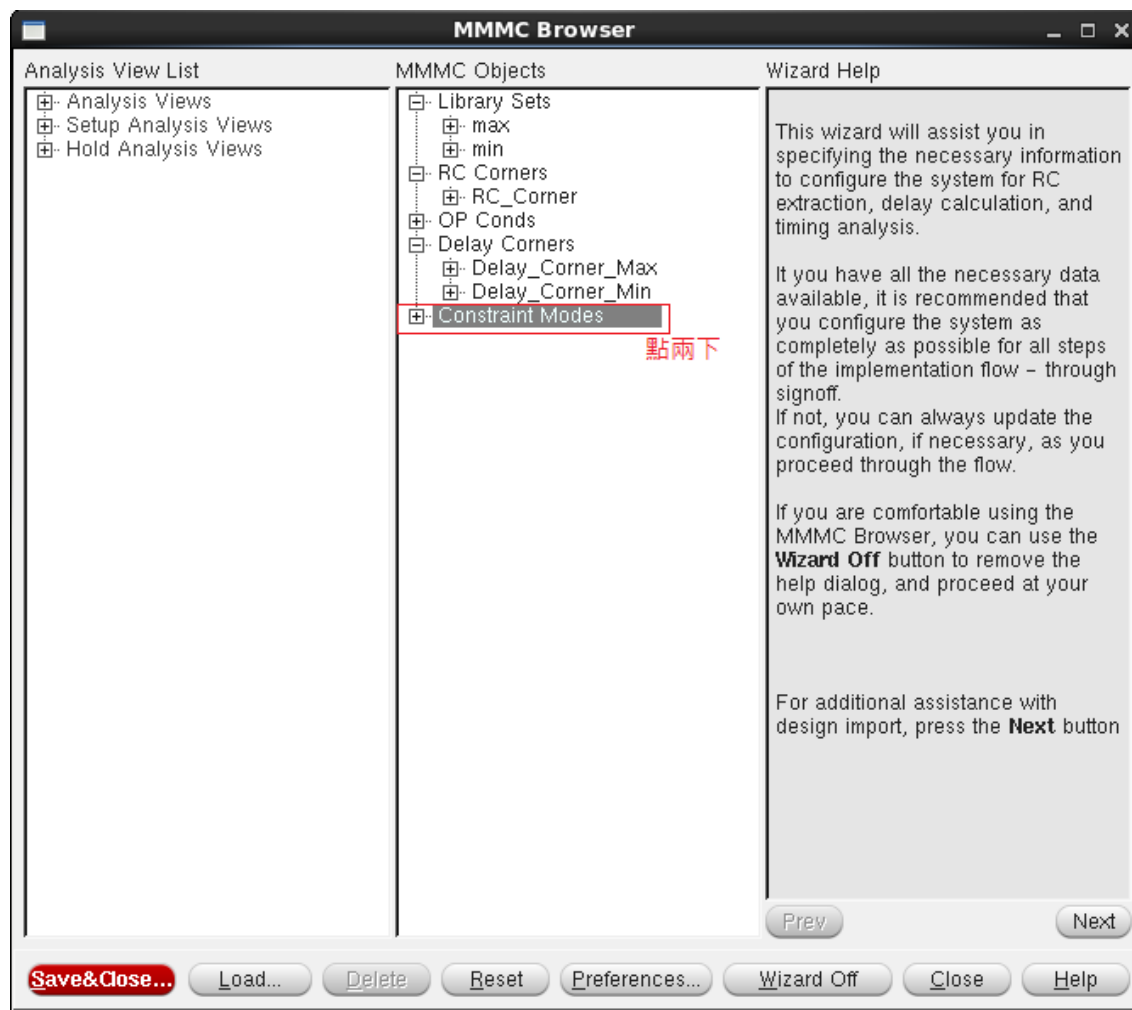 MMMC Browser
Analysis View List
Analysis Views
Setup Analysis Views
Hold Analysis Views
MMMC Objects
Library Sets
max
min
RC Corners
RC_Corner
OP Conds
Delay Corners
Delay_Corner_Max
Delay_Corner_Min
Constraint Modes
點兩下
Wizard Help
This wizard will assist you in
specifying the necessary information
to configure the system for RC
extraction, delay calculation, and
timing analysis.
It you have all the necessary data
available, it is recommended that
you configure the system as
completely as possible for all steps
of the implementation flow – through
signoff.
If not, you can always update the
configuration, if necessary, as you
proceed through the flow.
If you are comfortable using the
MMMC Browser, you can use the
Wizard Off button to remove the
help dialog, and proceed at your
own pace.
For additional assistance with
design import, press the Next button
Prev
Next
Save&Close...
Load...
Delete
Reset
Preferences...
Wizard Off
Close
Help